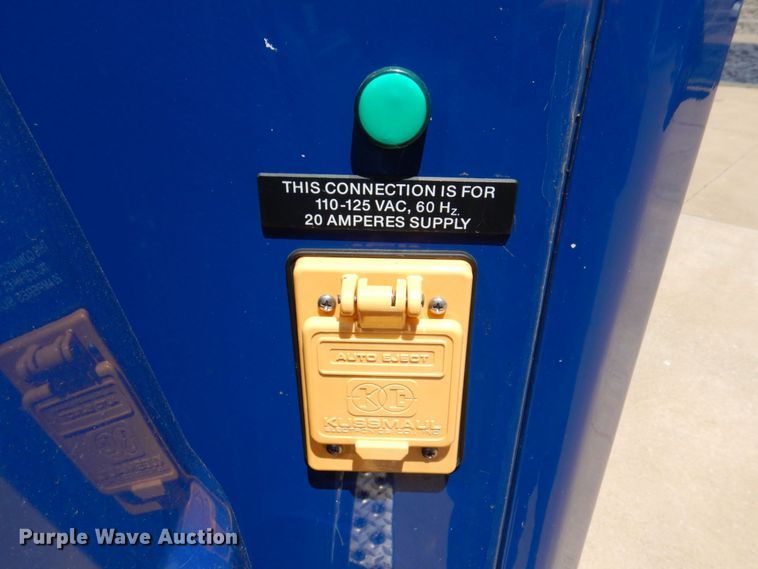 THIS CONNECTION IS FOR
110-125 VAC, 60 Hz.
20 AMPERES SUPPLY
AUTO EJECT
KUSSMAUL
Purple Wave Auction